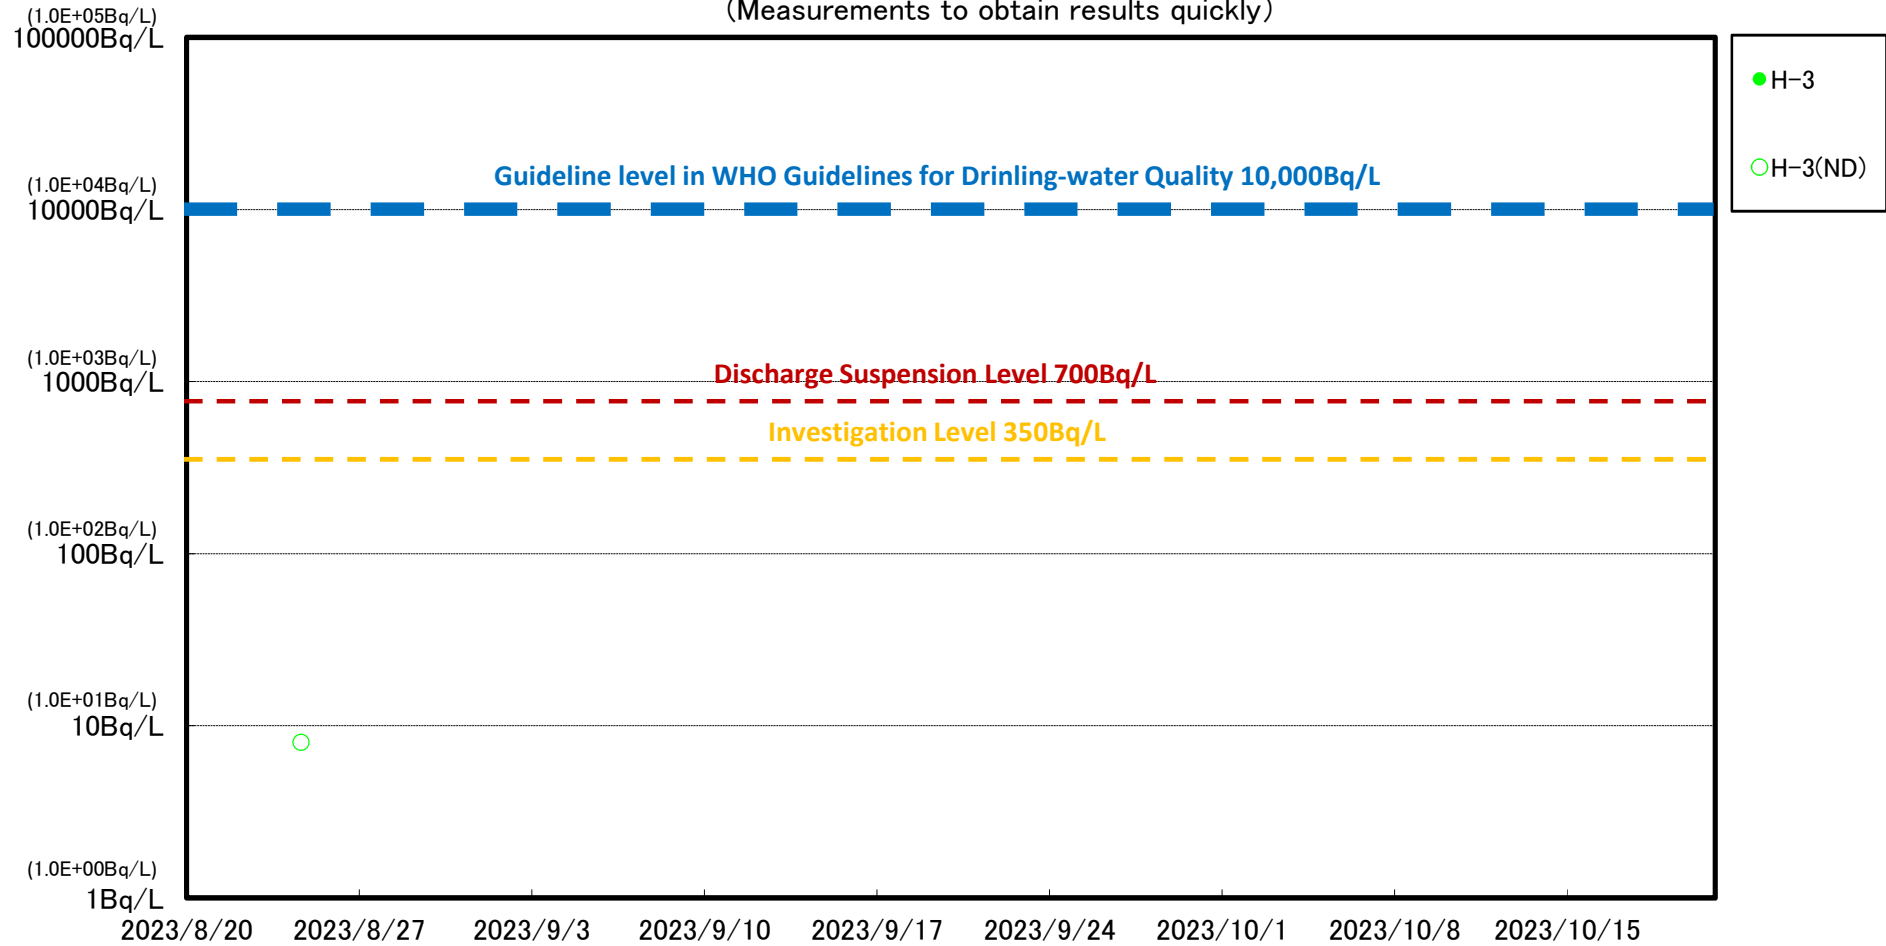 (Measurements to obtain results quickly)
(1.0E+05Bq/L)
100000Bq/L
H-3
H-3(ND)
Guideline level in WHO Guidelines for Drinling-water Quality 10,000Bq/L
(1.0E+04Bq/L)
10000Bq/L
(1.0E+03Bq/L)
1000Bq/L
Discharge Suspension Level 700Bq/L
Investigation Level 350Bq/L
(1.0E+02Bq/L)
100Bq/L
(1.0E+01Bq/L)
10Bq/L
(1.0E+00Bq/L)
1Bq/L
2023/8/20 2023/8/27 2023/9/3 2023/9/10 2023/9/17 2023/9/24 2023/10/1 2023/10/8 2023/10/15